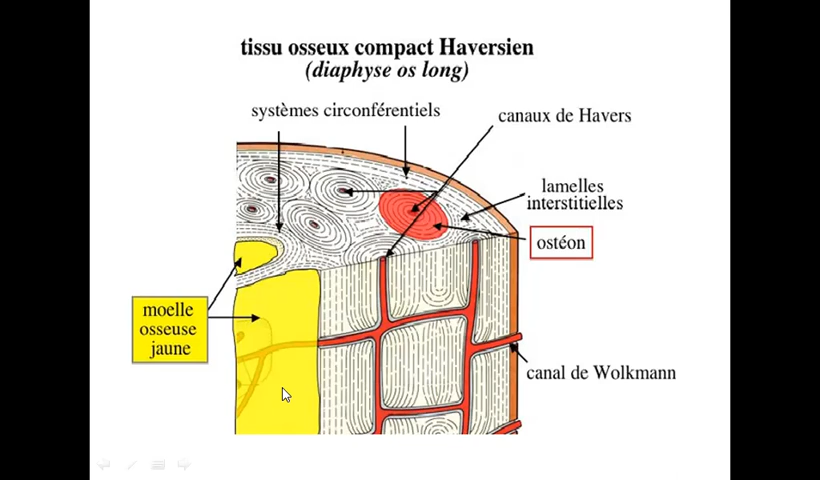 tissu osseux compact Haversien
(diaphyse os long)
systèmes circonférentiels
canaux de Havers
lamelles
interstitielles
ostéon
moelle
osseuse
jaune
canal de Wolkmann